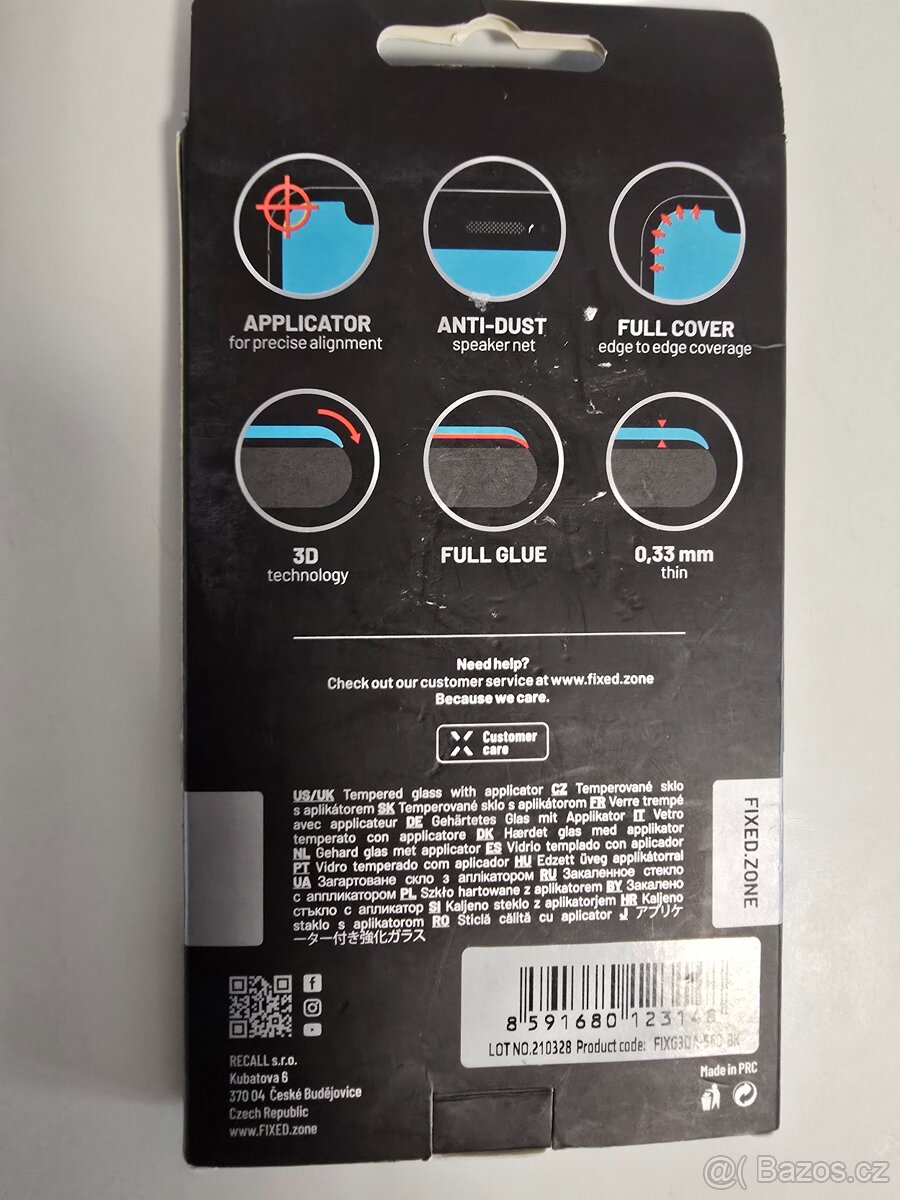 APPLICATOR
for precise alignment
ANTI-DUST
speaker net
FULL COVER
edge to edge coverage
3D
technology
FULL GLUE
0,33 mm
thin
Need help?
Check out our customer service at www.fixed.zone
Because we care.
Customer
care
US/UK Tempered glass with applicator CZ Temperované sklo
s aplikátorem SK Temperované sklo s aplikátorom FR Verre trempé
avec applicateur DE Gehärtetes Glas mit Applikator IT Vetro
temperato con applicatore DK Hærdet glas med applikator
NL Gehard glas met applicator ES Vidrio templado con aplicador
PT Vidro temperado com aplicador HU Edzett üveg applikátorral
UA Загартоване скло з аплікатором RU Закаленное стекло
с аппликатором PL Szkło hartowane z aplikatorem BY Закалено
стъкло с апликатор SI Kaljeno steklo z aplikatorjem HR Kaljeno
staklo s aplikatorom RO Sticlă călită cu aplicator J アプリケ
ーター付き強化ガラス
FIXED.ZONE
8 591680
LOT NO.210328 Product code:
Made in PRC
RECALL s.r.o.
Kubatova 6
370 04 České Budějovice
Czech Republic
www.FIXED.zone
@( Bazos.cz